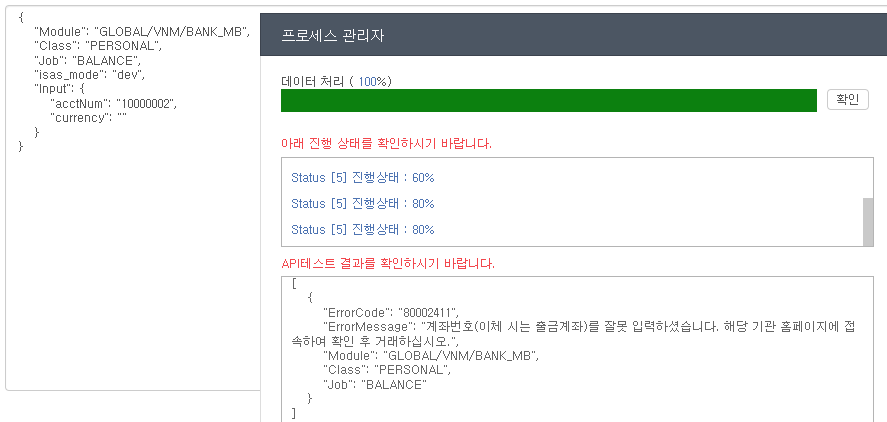 {
"Module": "GLOBAL/VNM/BANK_MB",
"Class": "PERSONAL",
"Job": "BALANCE",
"isas_mode": "dev",
"Input": {
"acctNum": "10000002",
"currency": ""
}
}
프로세스 관리자
데이터 처리 ( 100%)
확인
아래 진행 상태를 확인하시기 바랍니다.
Status [5] 진행상태 : 60%
Status [5] 진행상태 : 80%
Status [5] 진행상태 : 80%
API테스트 결과를 확인하시기 바랍니다.
[
{
"ErrorCode": "80002411",
"ErrorMessage": "계좌번호(이체 시는 출금계좌)를 잘못 입력하셨습니다. 해당 기관 홈페이지에 접
속하여 확인 후 거래하십시오.",
"Module": "GLOBAL/VNM/BANK_MB",
"Class": "PERSONAL",
"Job": "BALANCE"
}
]